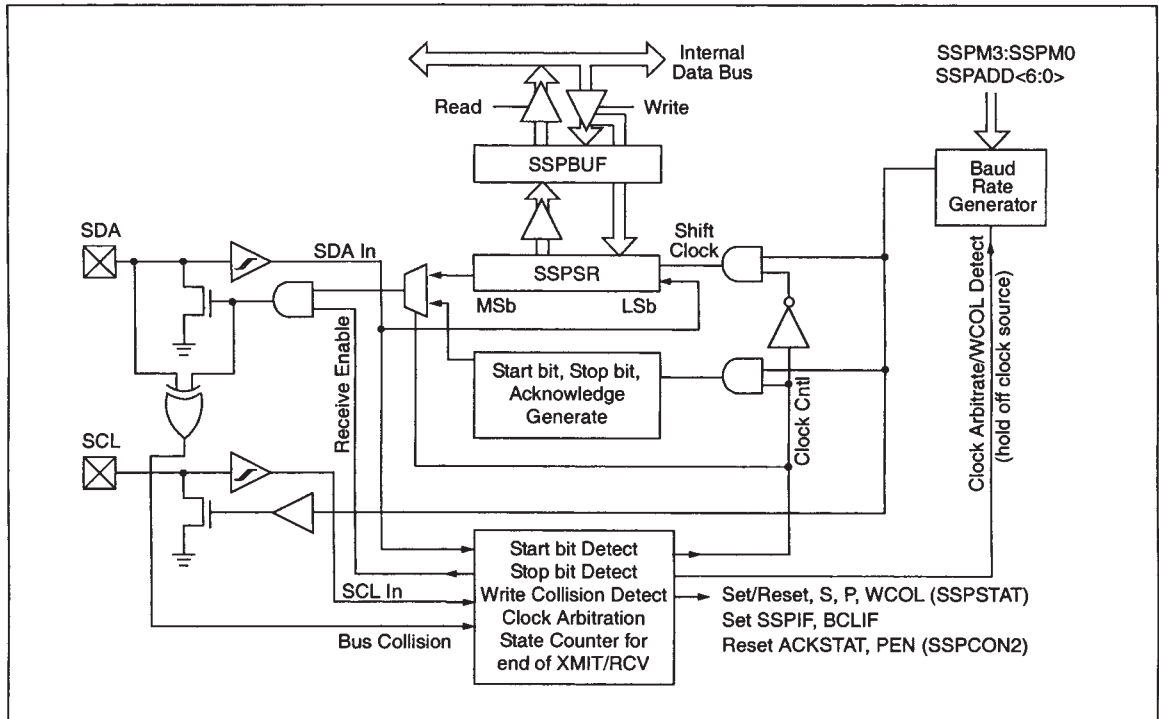 Internal
Data Bus
SSPM3:SSPM0
SSPADD<6:0>
Read
Write
SSPBUF
Baud
Rate
Generator
SDA
SDA In
Shift
Clock
SSPSR
MSb
LSb
Receive Enable
Start bit, Stop bit,
Acknowledge
Generate
Clock Cntl
Clock Arbitrate/WCOL Detect
(hold off clock source)
SCL
SCL In
Bus Collision
Start bit Detect
Stop bit Detect
Write Collision Detect
Clock Arbitration
State Counter for
end of XMIT/RCV
Set/Reset, S, P, WCOL (SSPSTAT)
Set SSPIF, BCLIF
Reset ACKSTAT, PEN (SSPCON2)